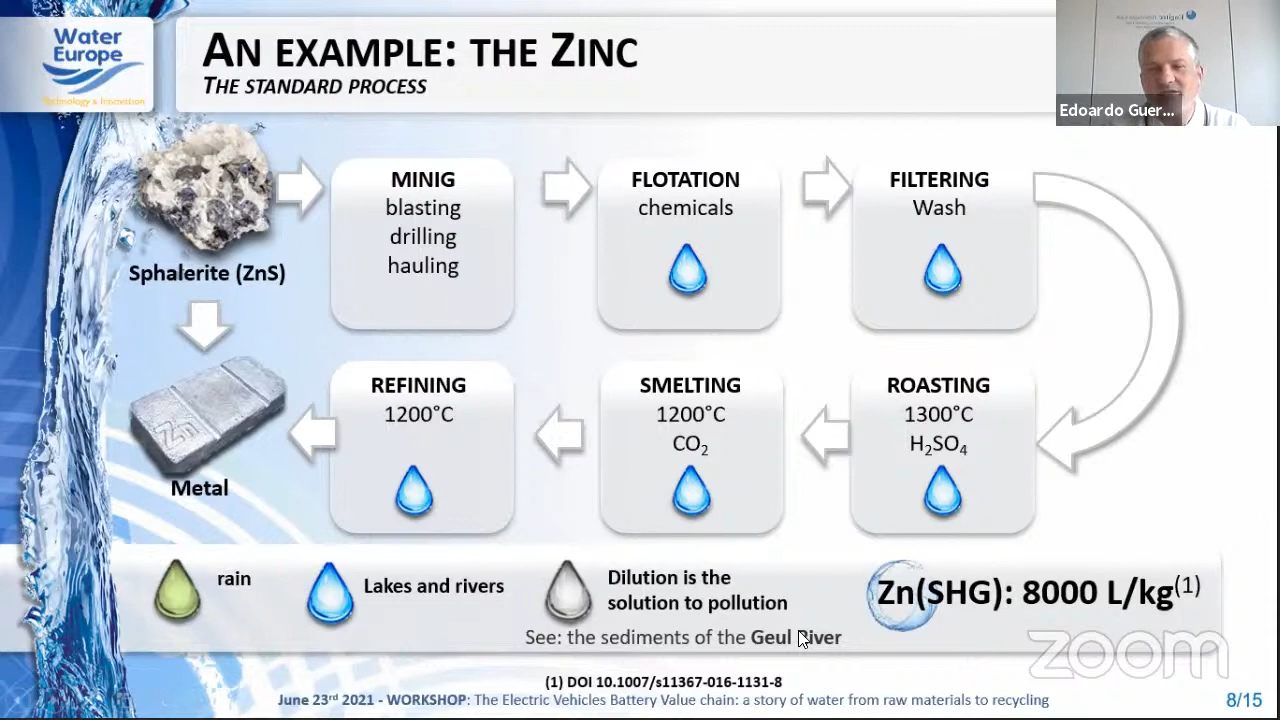 Water
Europe
Technology & Innovation
AN EXAMPLE: THE ZINC
THE STANDARD PROCESS
Edoardo Guer...
MINIG
blasting
drilling
hauling
FLOTATION
chemicals
FILTERING
Wash
Sphalerite (ZnS)
REFINING
1200°C
SMELTING
1200°C
CO₂
ROASTING
1300°C
H₂SO₄
Zn
Metal
rain
Lakes and rivers
Dilution is the
solution to pollution
Zn(SHG): 8000 L/kg(1)
See: the sediments of the Geul River
zoom
(1) DOI 10.1007/s11367-016-1131-8
June 23rd 2021 - WORKSHOP: The Electric Vehicles Battery Value chain: a story of water from raw materials to recycling
8/15